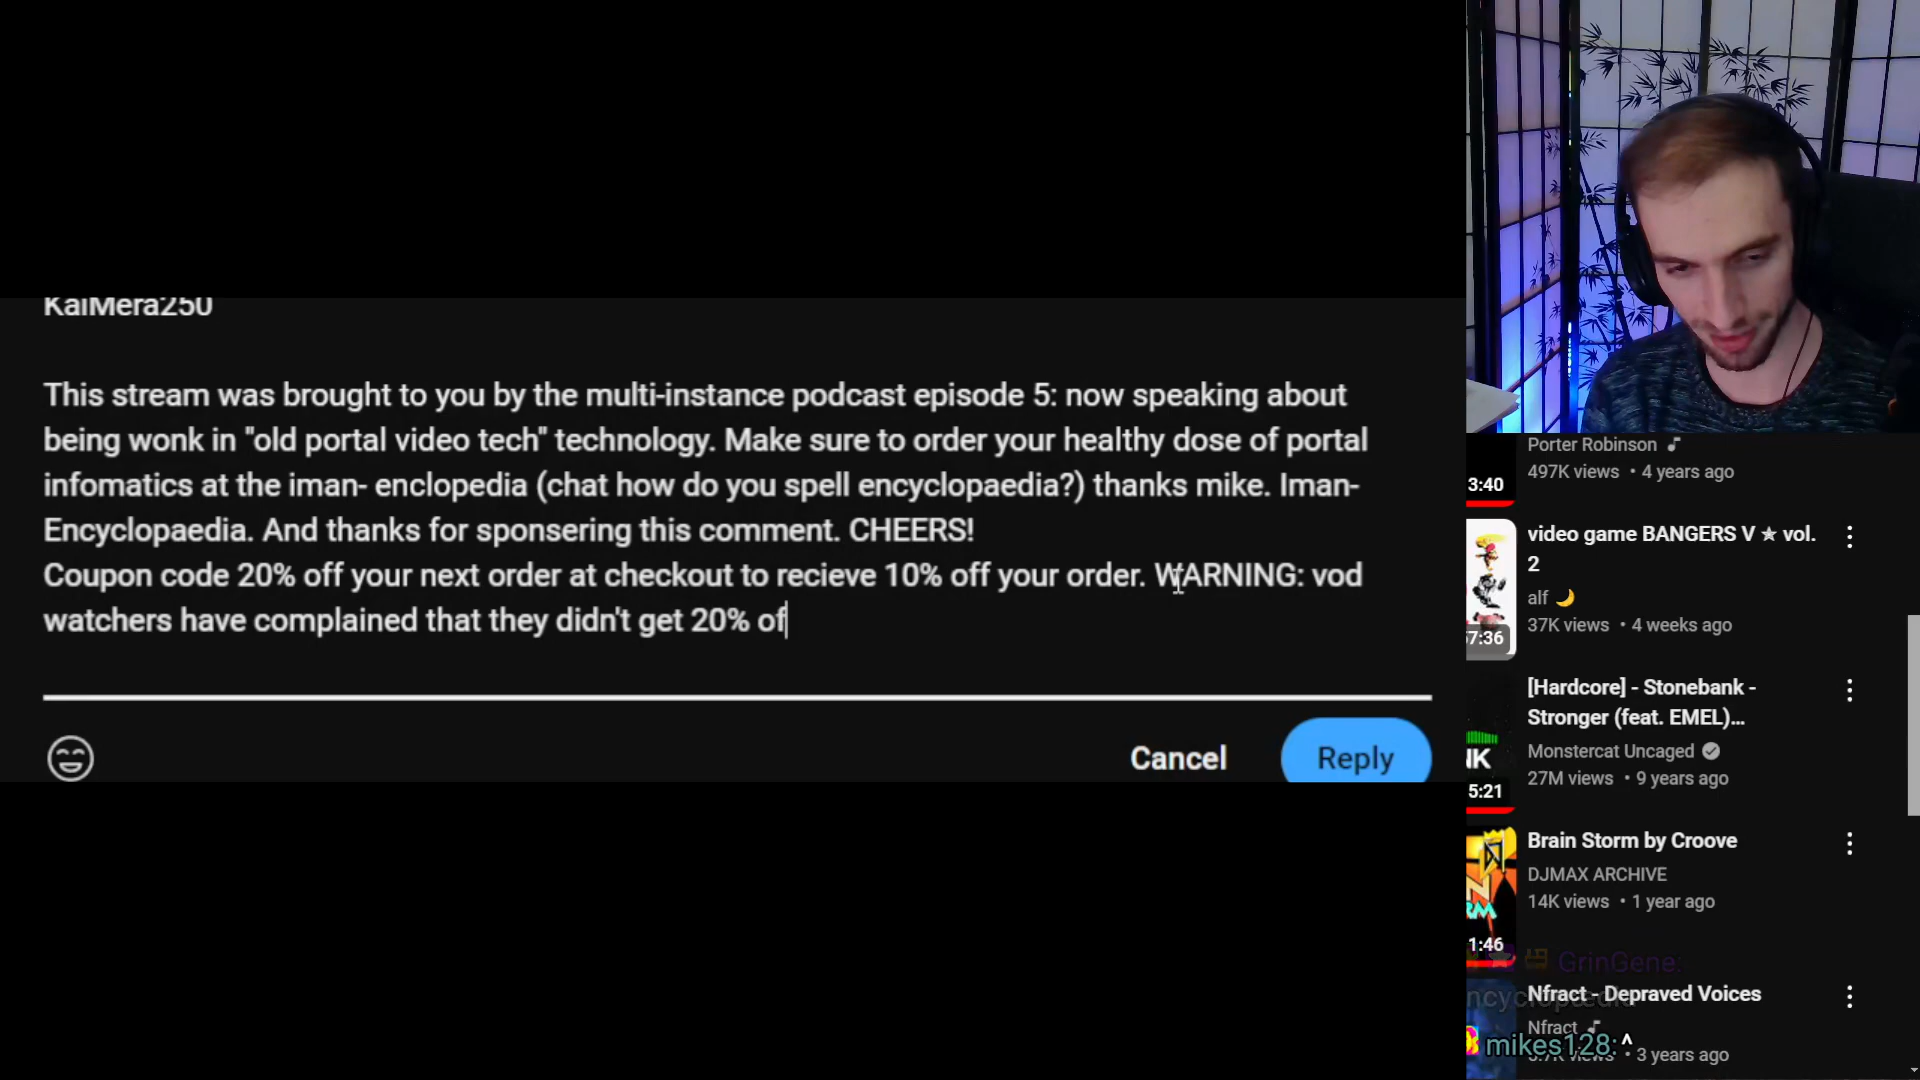 KaiMera250
This stream was brought to you by the multi-instance podcast episode 5: now speaking about
being wonk in "old portal video tech" technology. Make sure to order your healthy dose of portal
infomatics at the iman- enclopedia (chat how do you spell encyclopaedia?) thanks mike. Iman-
Encyclopaedia. And thanks for sponsering this comment. CHEERS!
Coupon code 20% off your next order at checkout to recieve 10% off your order. WARNING: vod
watchers have complained that they didn't get 20% of
Cancel
Reply
Porter Robinson
497K views • 4 years ago
3:40
video game BANGERS V ★ vol.
2
alf 🌙
37K views • 4 weeks ago
7:36
[Hardcore] - Stonebank -
Stronger (feat. EMEL)...
Monstercat Uncaged
27M views • 9 years ago
5:21
Brain Storm by Croove
DJMAX ARCHIVE
14K views • 1 year ago
1:46
GrinGene:
Nfract - Depraved Voices
Nfract
mikes128: ^
• 3 years ago